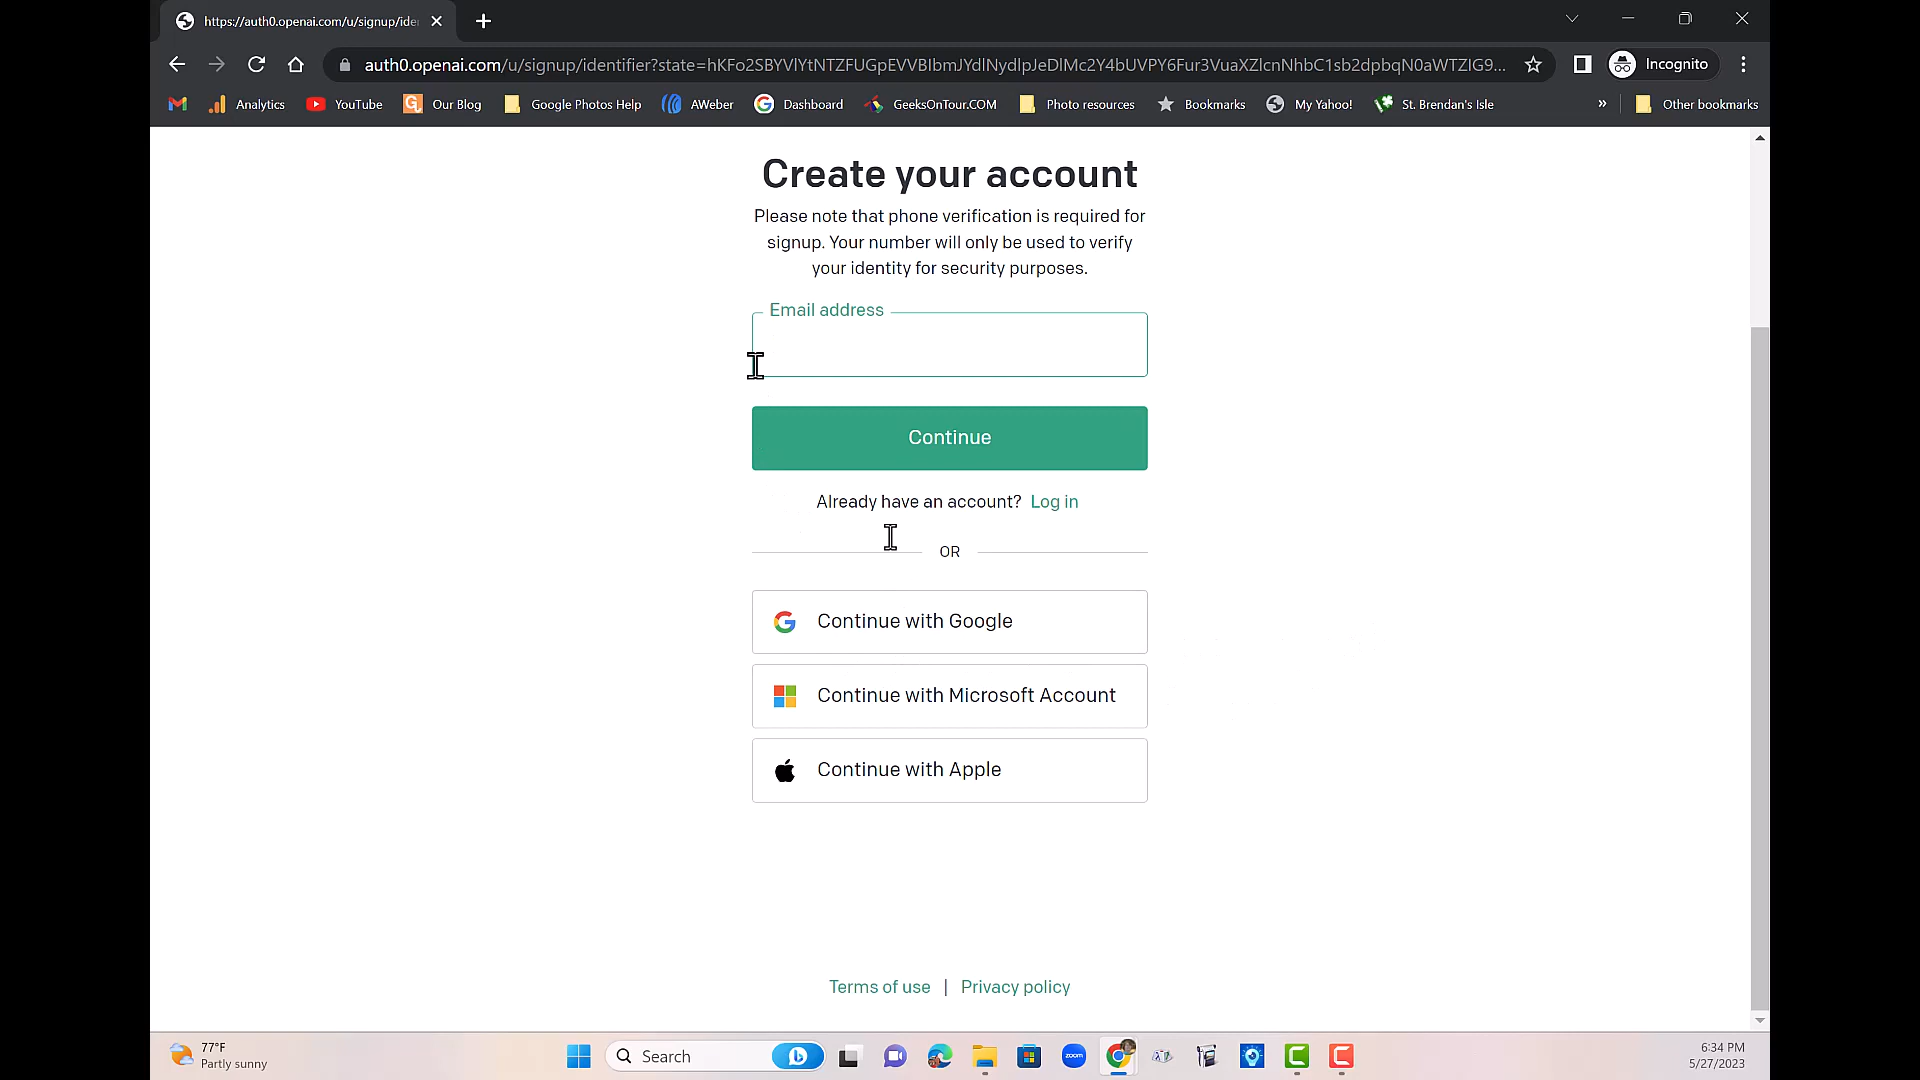 https://auth0.openai.com/u/signup/ide
auth0.openai.com/u/signup/identifier?state=hKFo2SBYVlYtNTZFUGpEVVBIbmJYdlNydlpJeDlMc2Y4bUVPY6Fur3VuaXZlcnNhbC1sb2dpbqN0aWTZIG9...
Incognito
Analytics
YouTube
Our Blog
Google Photos Help
AWeber
Dashboard
GeeksOnTour.COM
Photo resources
Bookmarks
My Yahoo!
St. Brendan's Isle
»
Other bookmarks
Create your account
Please note that phone verification is required for
signup. Your number will only be used to verify
your identity for security purposes.
Email address
Continue
Already have an account? Log in
OR
Continue with Google
Continue with Microsoft Account
Continue with Apple
Terms of use | Privacy policy
77°F
Partly sunny
Search
zoom
6:34 PM
5/27/2023